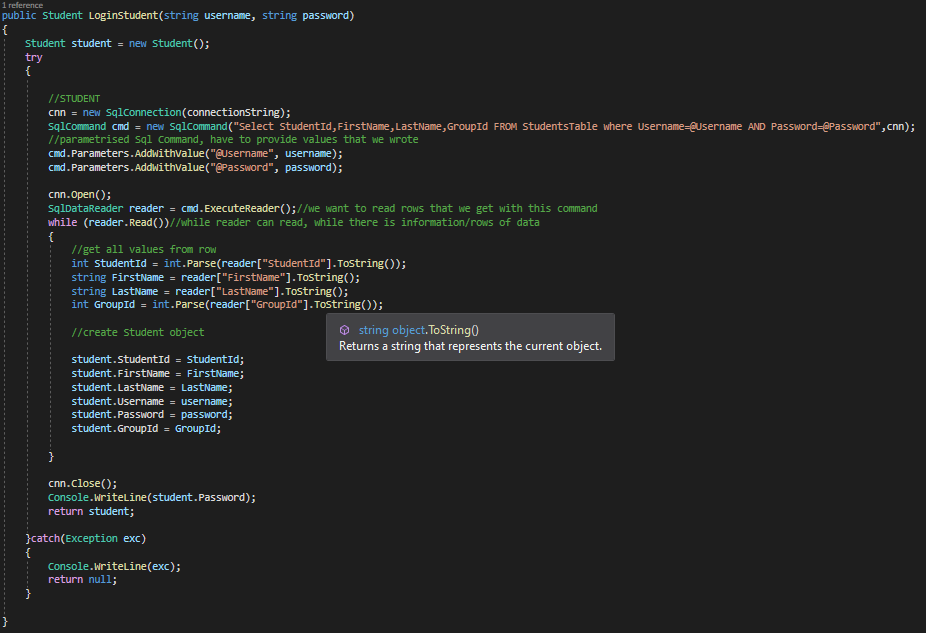 1 reference
public Student LoginStudent(string username, string password)
{
Student student = new Student();
try
{
//STUDENT
cnn = new SqlConnection(connectionString);
SqlCommand cmd = new SqlCommand("Select StudentId,FirstName,LastName,GroupId FROM StudentsTable where Username=@Username AND Password=@Password",cnn);
//parametrised Sql Command, have to provide values that we wrote
cmd.Parameters.AddWithValue("@Username", username);
cmd.Parameters.AddWithValue("@Password", password);
cnn.Open();
SqlDataReader reader = cmd.ExecuteReader();//we want to read rows that we get with this command
while (reader.Read())//while reader can read, while there is information/rows of data
{
//get all values from row
int StudentId = int.Parse(reader["StudentId"].ToString());
string FirstName = reader["FirstName"].ToString();
string LastName = reader["LastName"].ToString();
int GroupId = int.Parse(reader["GroupId"].ToString());
string object.ToString()
Returns a string that represents the current object.
//create Student object
student.StudentId = StudentId;
student.FirstName = FirstName;
student.LastName = LastName;
student.Username = username;
student.Password = password;
student.GroupId = GroupId;
}
cnn.Close();
Console.WriteLine(student.Password);
return student;
}catch(Exception exc)
{
Console.WriteLine(exc);
return null;
}
}